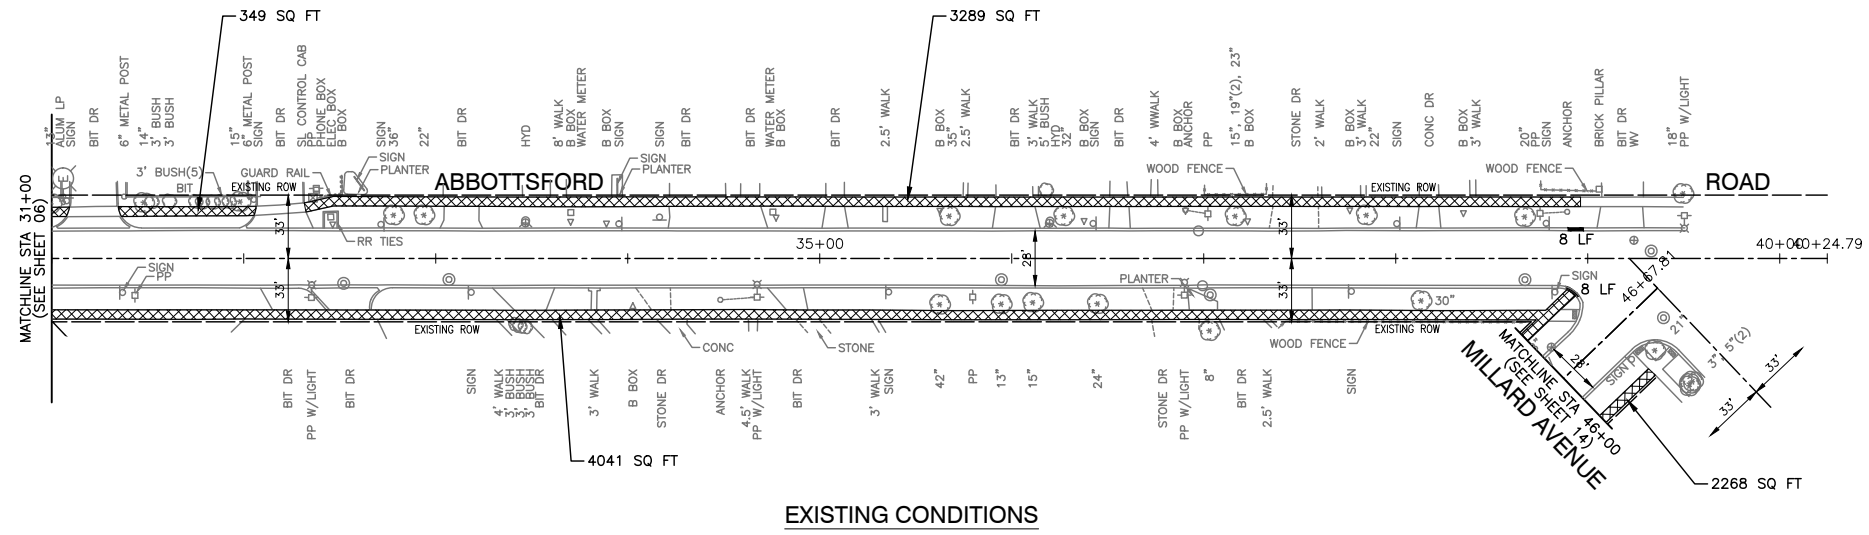 349 SQ FT
3289 SQ FT
13"
ALUM LP
SIGN
BIT DR
6" METAL POST
14"
3' BUSH
3' BUSH
15"
6" METAL POST
SIGN
BIT DR
SL CONTROL CAB
PP
PHONE BOX
ELEC BOX
B BOX
SIGN
36"
22"
BIT DR
HYD
8' WALK
B BOX
WATER METER
B BOX
SIGN
SIGN
BIT DR
BIT DR
WATER METER
B BOX
BIT DR
2.5' WALK
B BOX
35"
2.5' WALK
BIT DR
3' WALK
5' BUSH
HYD
32"
B BOX
SIGN
BIT DR
4' WWALK
B BOX
ANCHOR
PP
15", 19"(2), 23"
B BOX
STONE DR
2' WALK
B BOX
3' WALK
22"
SIGN
CONC DR
B BOX
3' WALK
20"
PP
SIGN
ANCHOR
BRICK PILLAR
BIT DR
WV
18"
PP W/LIGHT
3' BUSH(5)
BIT
EXISTING ROW
GUARD RAIL
SIGN
PLANTER
ABBOTTSFORD
SIGN
PLANTER
WOOD FENCE
EXISTING ROW
WOOD FENCE
ROAD
MATCHLINE STA 31+00
(SEE SHEET 06)
33'
RR TIES
35+00
28'
33'
8 LF
40+00
40+24.79
SIGN
PP
33'
PLANTER
33'
SIGN
8 LF
46+67.81
30"
EXISTING ROW
CONC
STONE
WOOD FENCE
EXISTING ROW
BIT DR
PP W/LIGHT
BIT DR
SIGN
4' WALK
3' BUSH
3' BUSH
3' BUSH
BIT DR
3' WALK
B BOX
STONE DR
ANCHOR
4.5' WALK
PP W/LIGHT
BIT DR
3' WALK
SIGN
42"
PP
13"
15"
24"
STONE DR
PP W/LIGHT
8"
BIT DR
2.5' WALK
SIGN
MATCHLINE STA 46+00
(SEE SHEET 14)
MILLARD AVENUE
28'
SIGN
21"
3" 5"(2)
33'
33'
4041 SQ FT
2268 SQ FT
EXISTING CONDITIONS